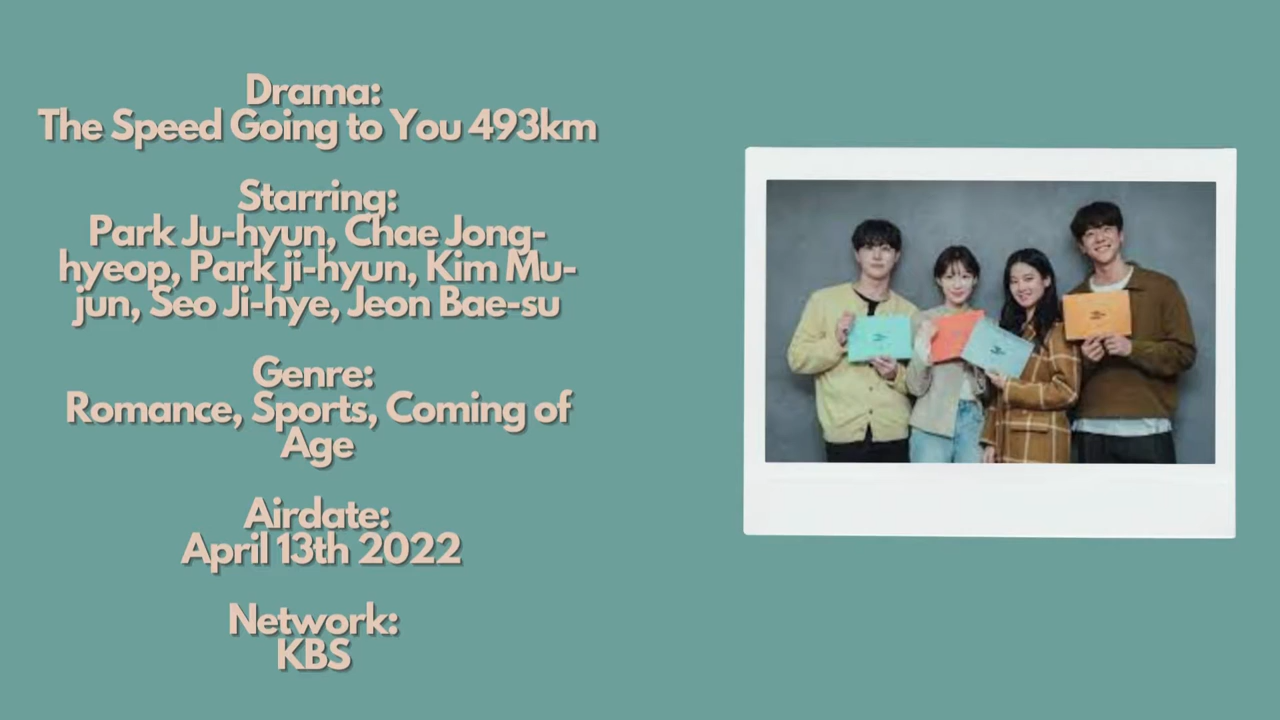 Drama:
The Speed Going to You 493km
Starring:
Park Ju-hyun, Chae Jong-
hyeop, Park ji-hyun, Kim Mu-
jun, Seo Ji-hye, Jeon Bae-su
Genre:
Romance, Sports, Coming of
Age
Airdate:
April 13th 2022
Network:
KBS